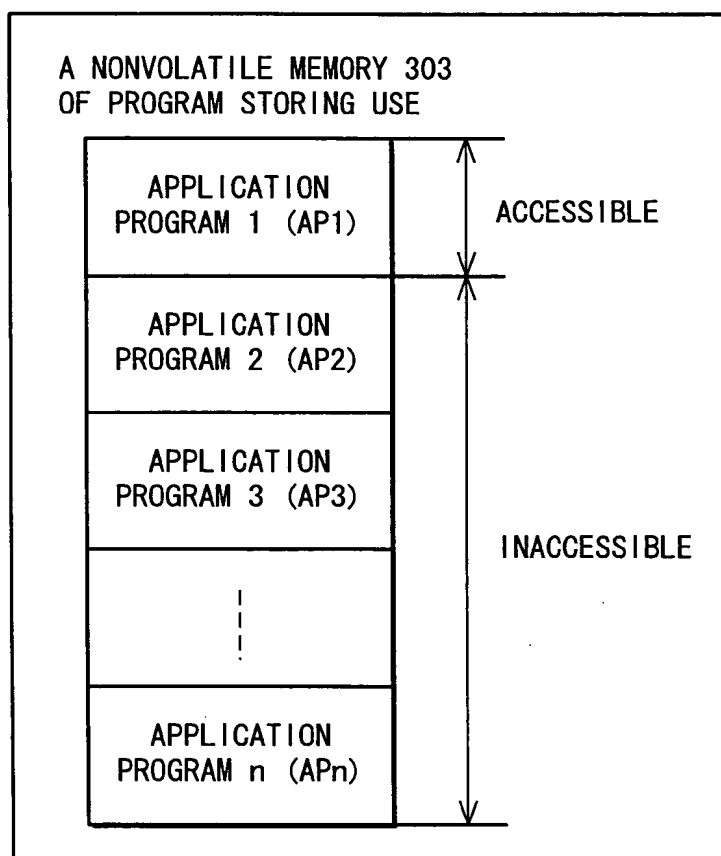 A NONVOLATILE MEMORY 303
OF PROGRAM STORING USE
APPLICATION
PROGRAM 1 (AP1)
ACCESSIBLE
APPLICATION
PROGRAM 2 (AP2)
APPLICATION
PROGRAM 3 (AP3)
INACCESSIBLE
APPLICATION
PROGRAM n (APn)